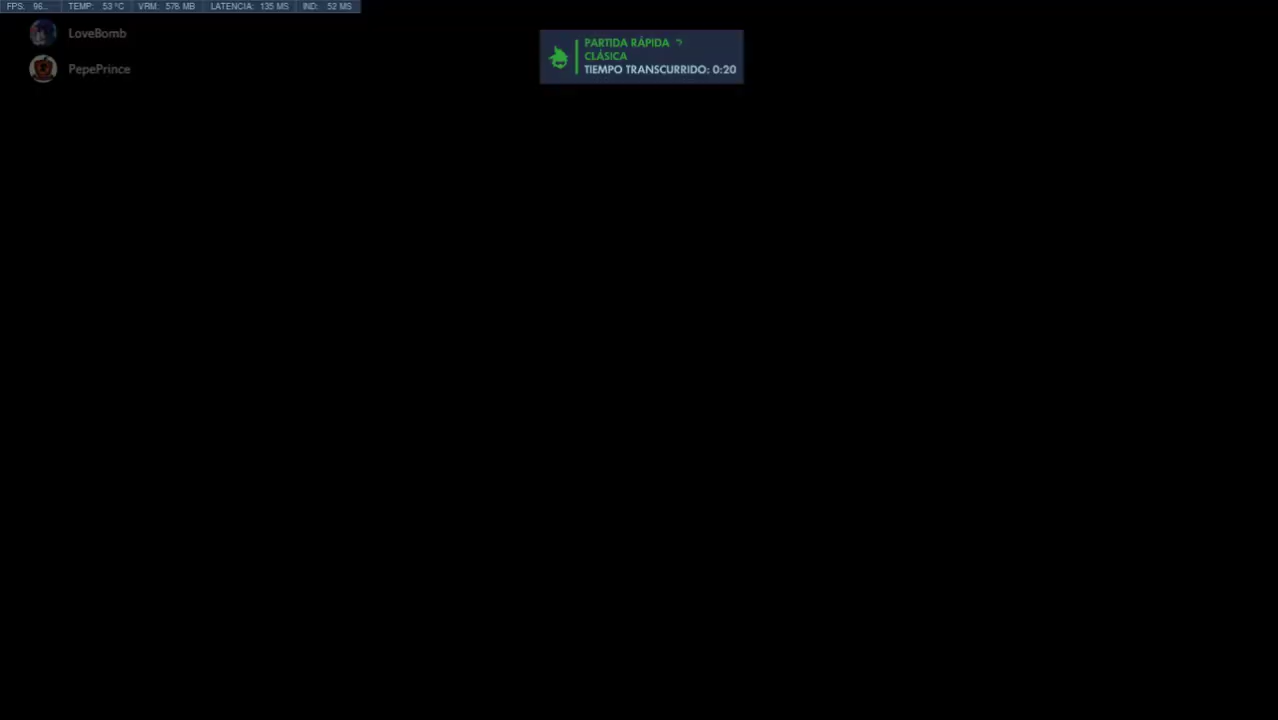 FPS: 96... TEMP: 53 °C VRM: 578 MB LATENCIA: 135 MS IND: 52 MS
LoveBomb
PepePrince
PARTIDA RÁPIDA
CLÁSICA
TIEMPO TRANSCURRIDO: 0:20